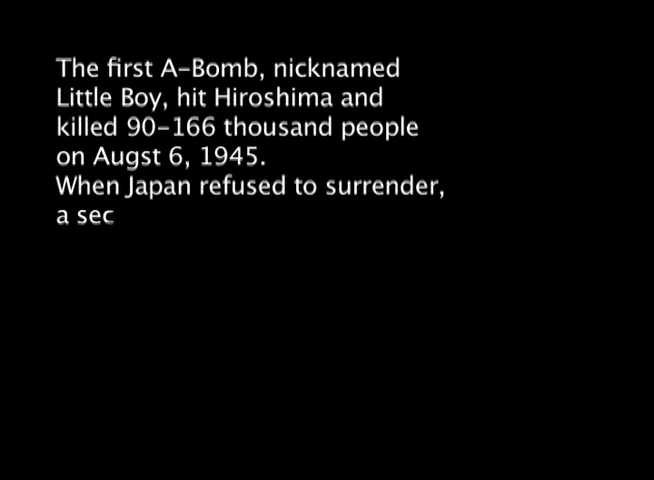 The first A-Bomb, nicknamed
Little Boy, hit Hiroshima and
killed 90-166 thousand people
on Augst 6, 1945.
When Japan refused to surrender,
a sec